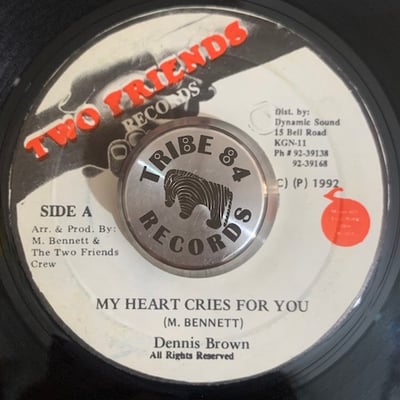 TWO FRIENDS
RECORDS
Dist. by:
Dynamic Sound
15 Bell Road
KGN-11
Ph # 92-39138
92-39168
TRIBE 84
RECORDS
C) (P) 1992
SIDE A
Arr. & Prod. By:
M. Bennett &
The Two Friends
Crew
MY HEART CRIES FOR YOU
(M. BENNETT)
Dennis Brown
All Rights Reserved